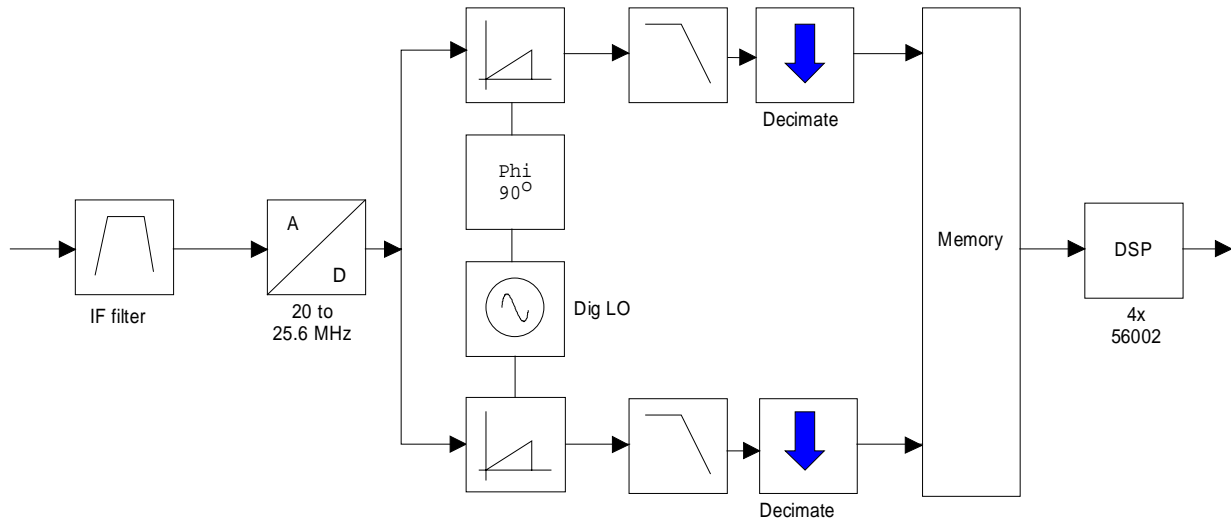 Decimate
Phi
90°
Memory
A
D
DSP
IF filter
20 to
25.6 MHz
Dig LO
4x
56002
Decimate